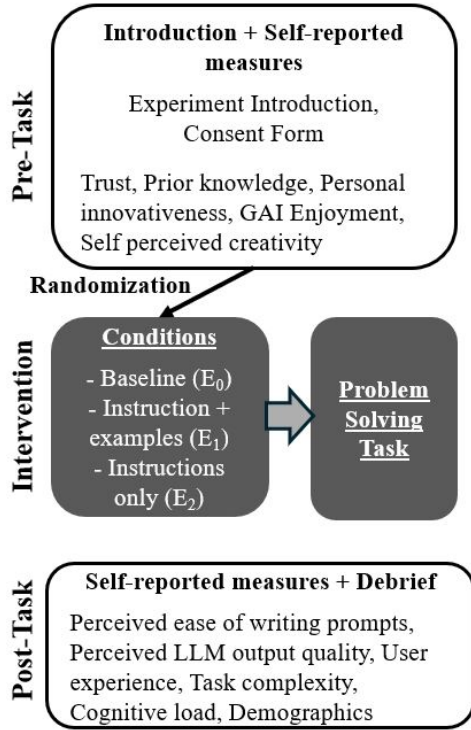 Pre-Task
Introduction + Self-reported
measures
Experiment Introduction,
Consent Form
Trust, Prior knowledge, Personal
innovativeness, GAI Enjoyment,
Self perceived creativity
Randomization
Intervention
Conditions
- Baseline (E₀)
- Instruction +
examples (E₁)
- Instructions
only (E₂)
Problem
Solving
Task
Post-Task
Self-reported measures + Debrief
Perceived ease of writing prompts,
Perceived LLM output quality, User
experience, Task complexity,
Cognitive load, Demographics